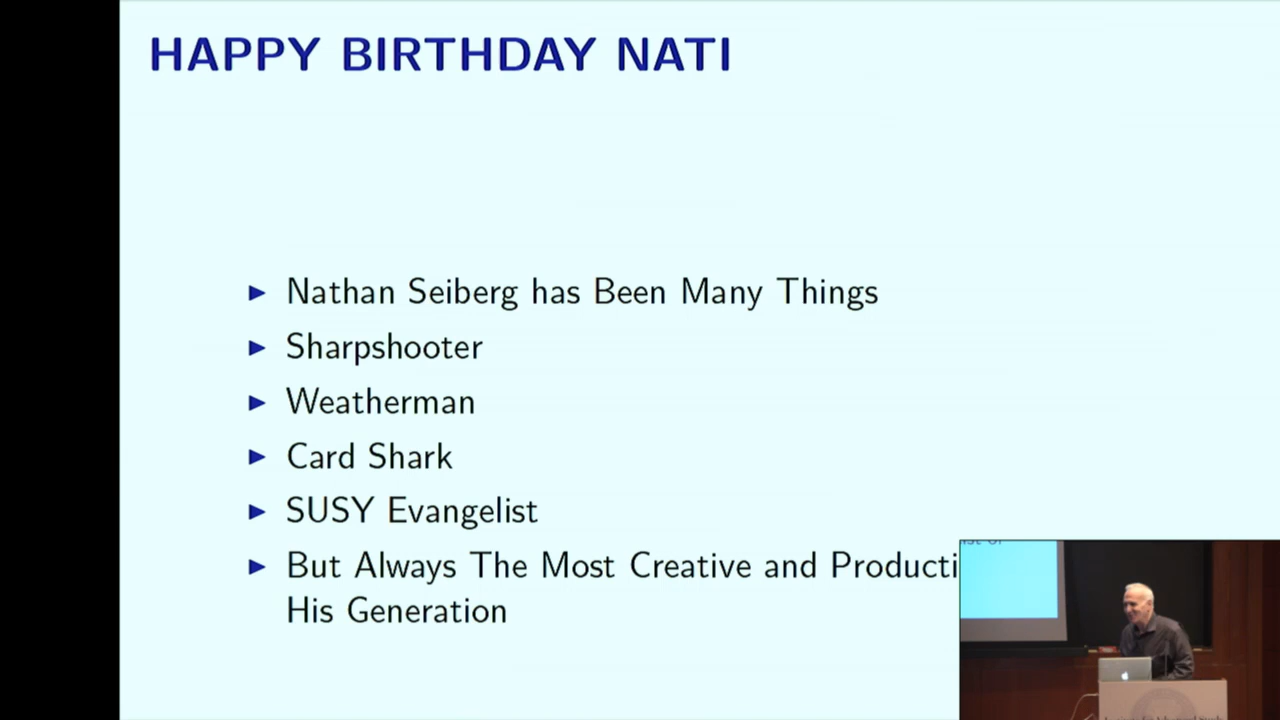 HAPPY BIRTHDAY NATI
Nathan Seiberg has Been Many Things
Sharpshooter
Weatherman
Card Shark
SUSY Evangelist
But Always The Most Creative and Producti
His Generation